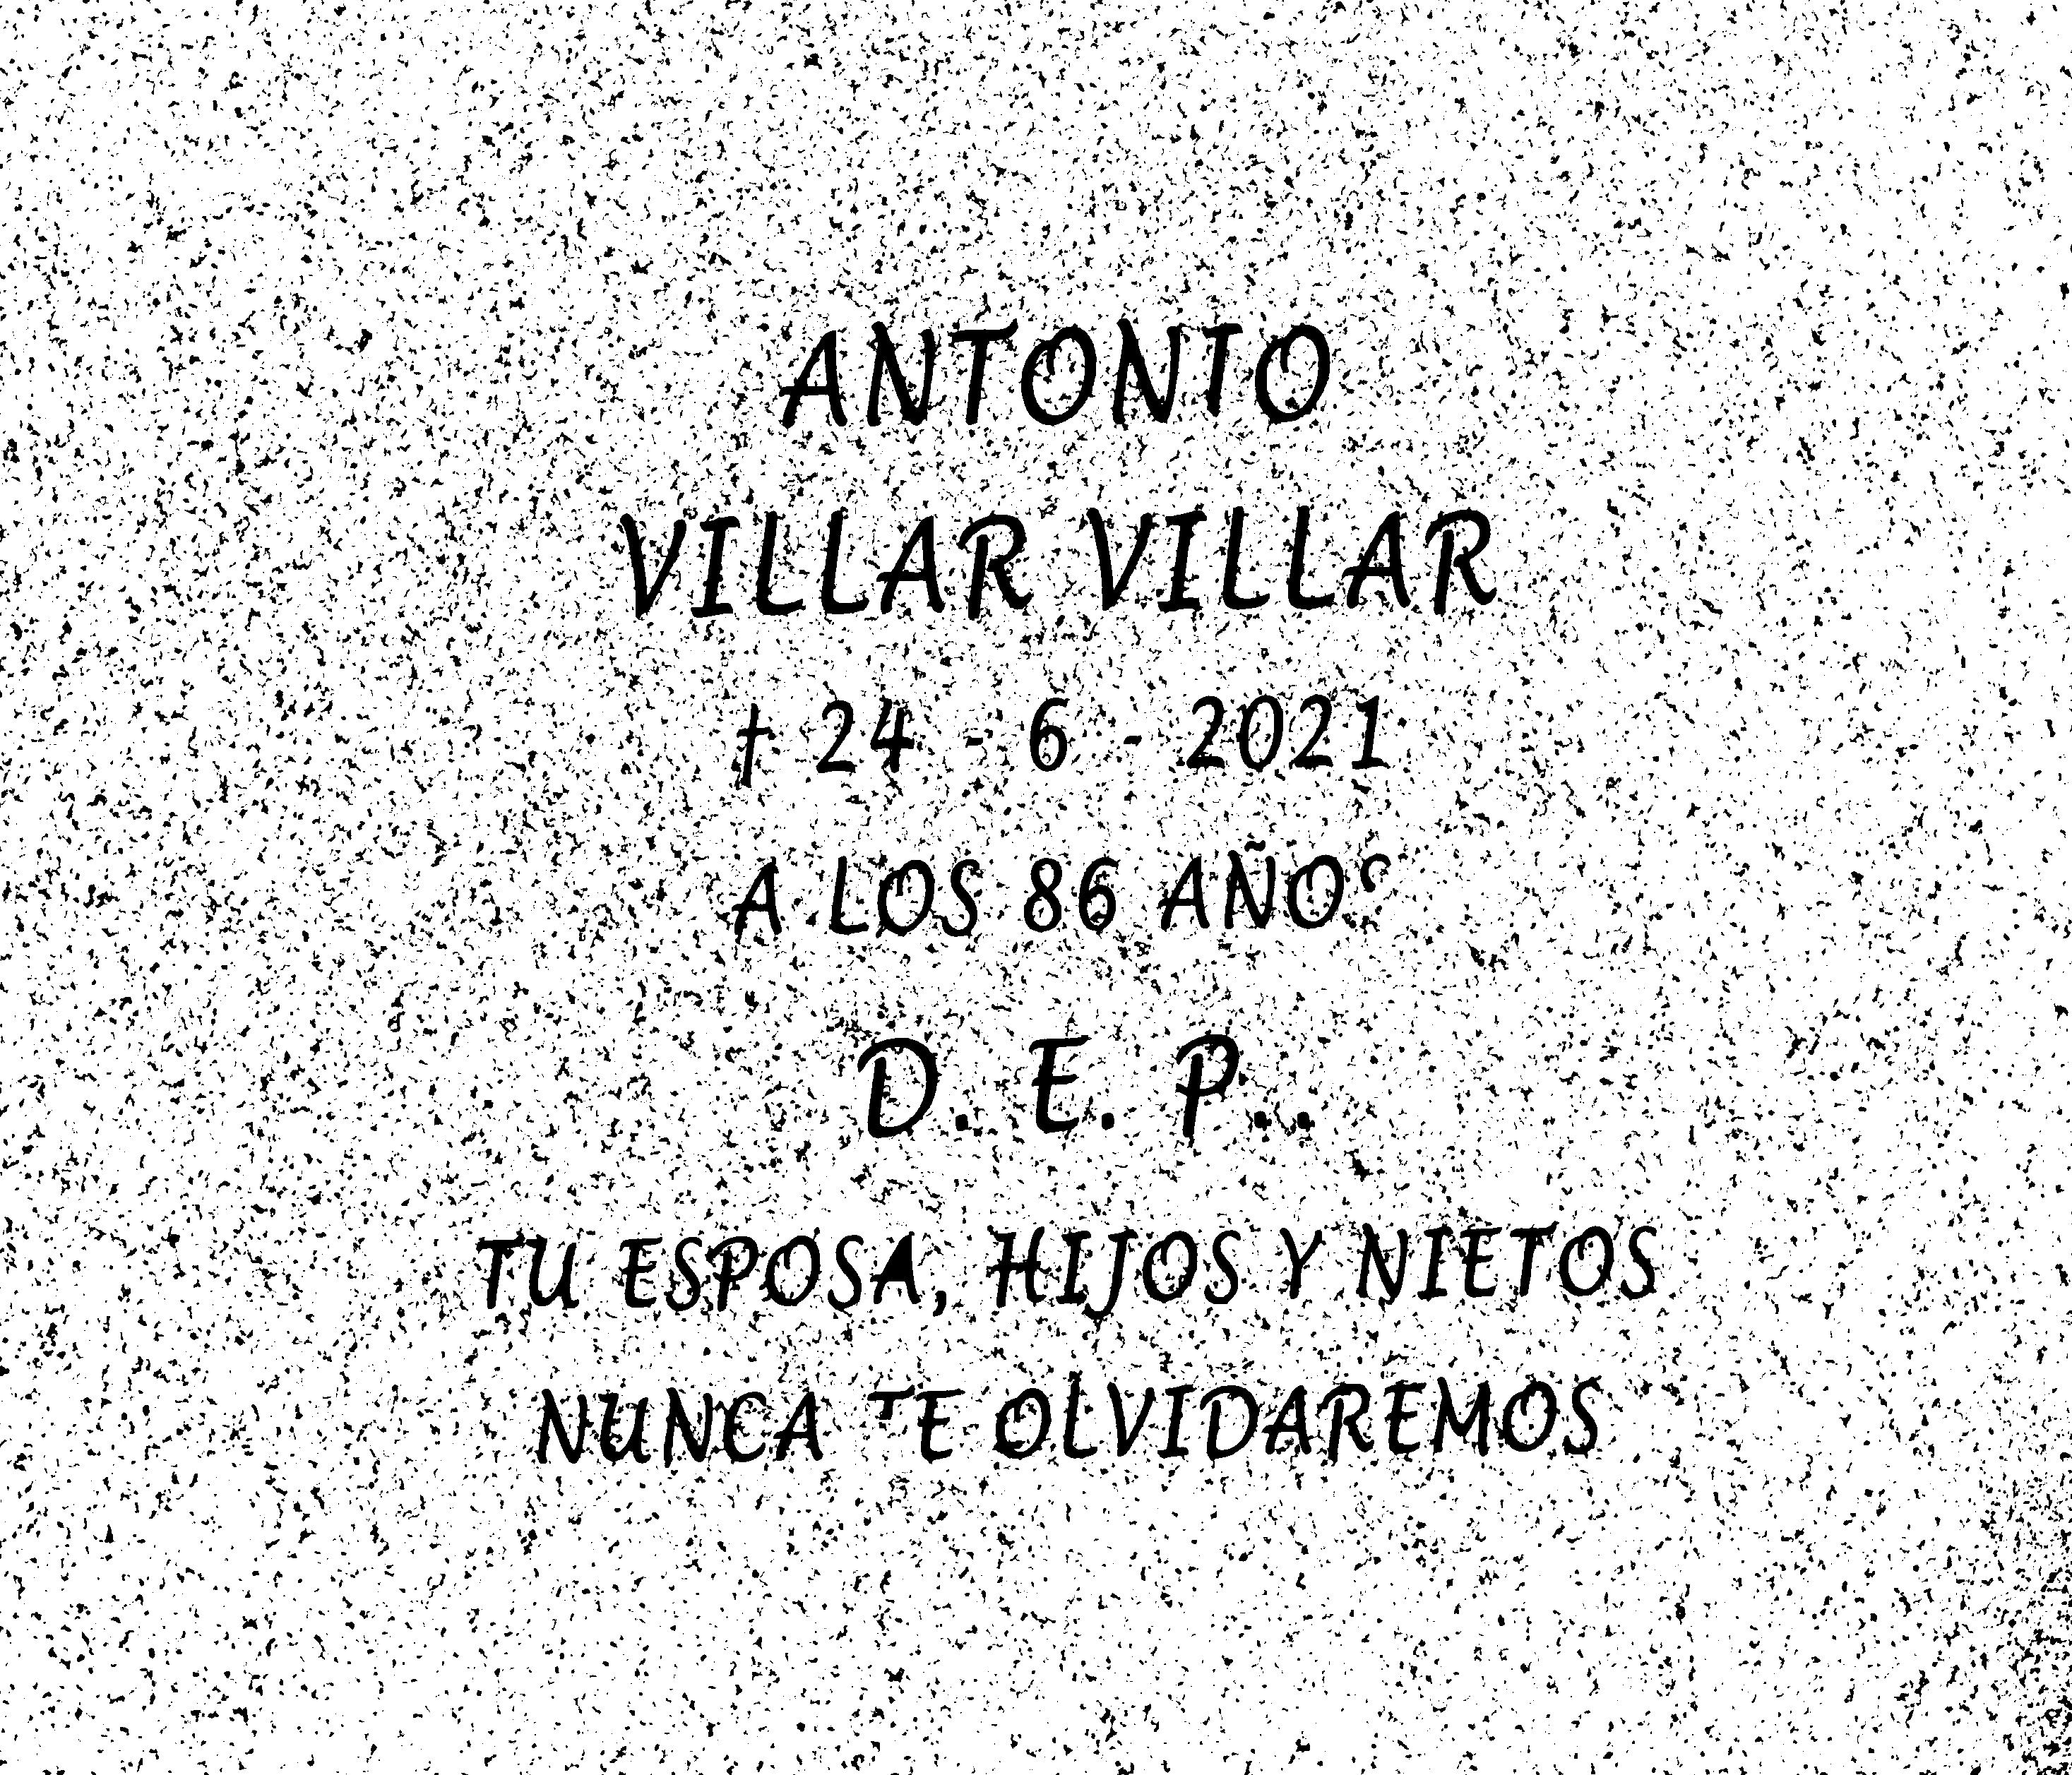 ANTONIO
VILLAR VILLAR
† 24 - 6 - 2021
A LOS 86 AÑOS
D. E. P..
TU ESPOSA, HIJOS Y NIETOS
NUNCA TE OLVIDAREMOS